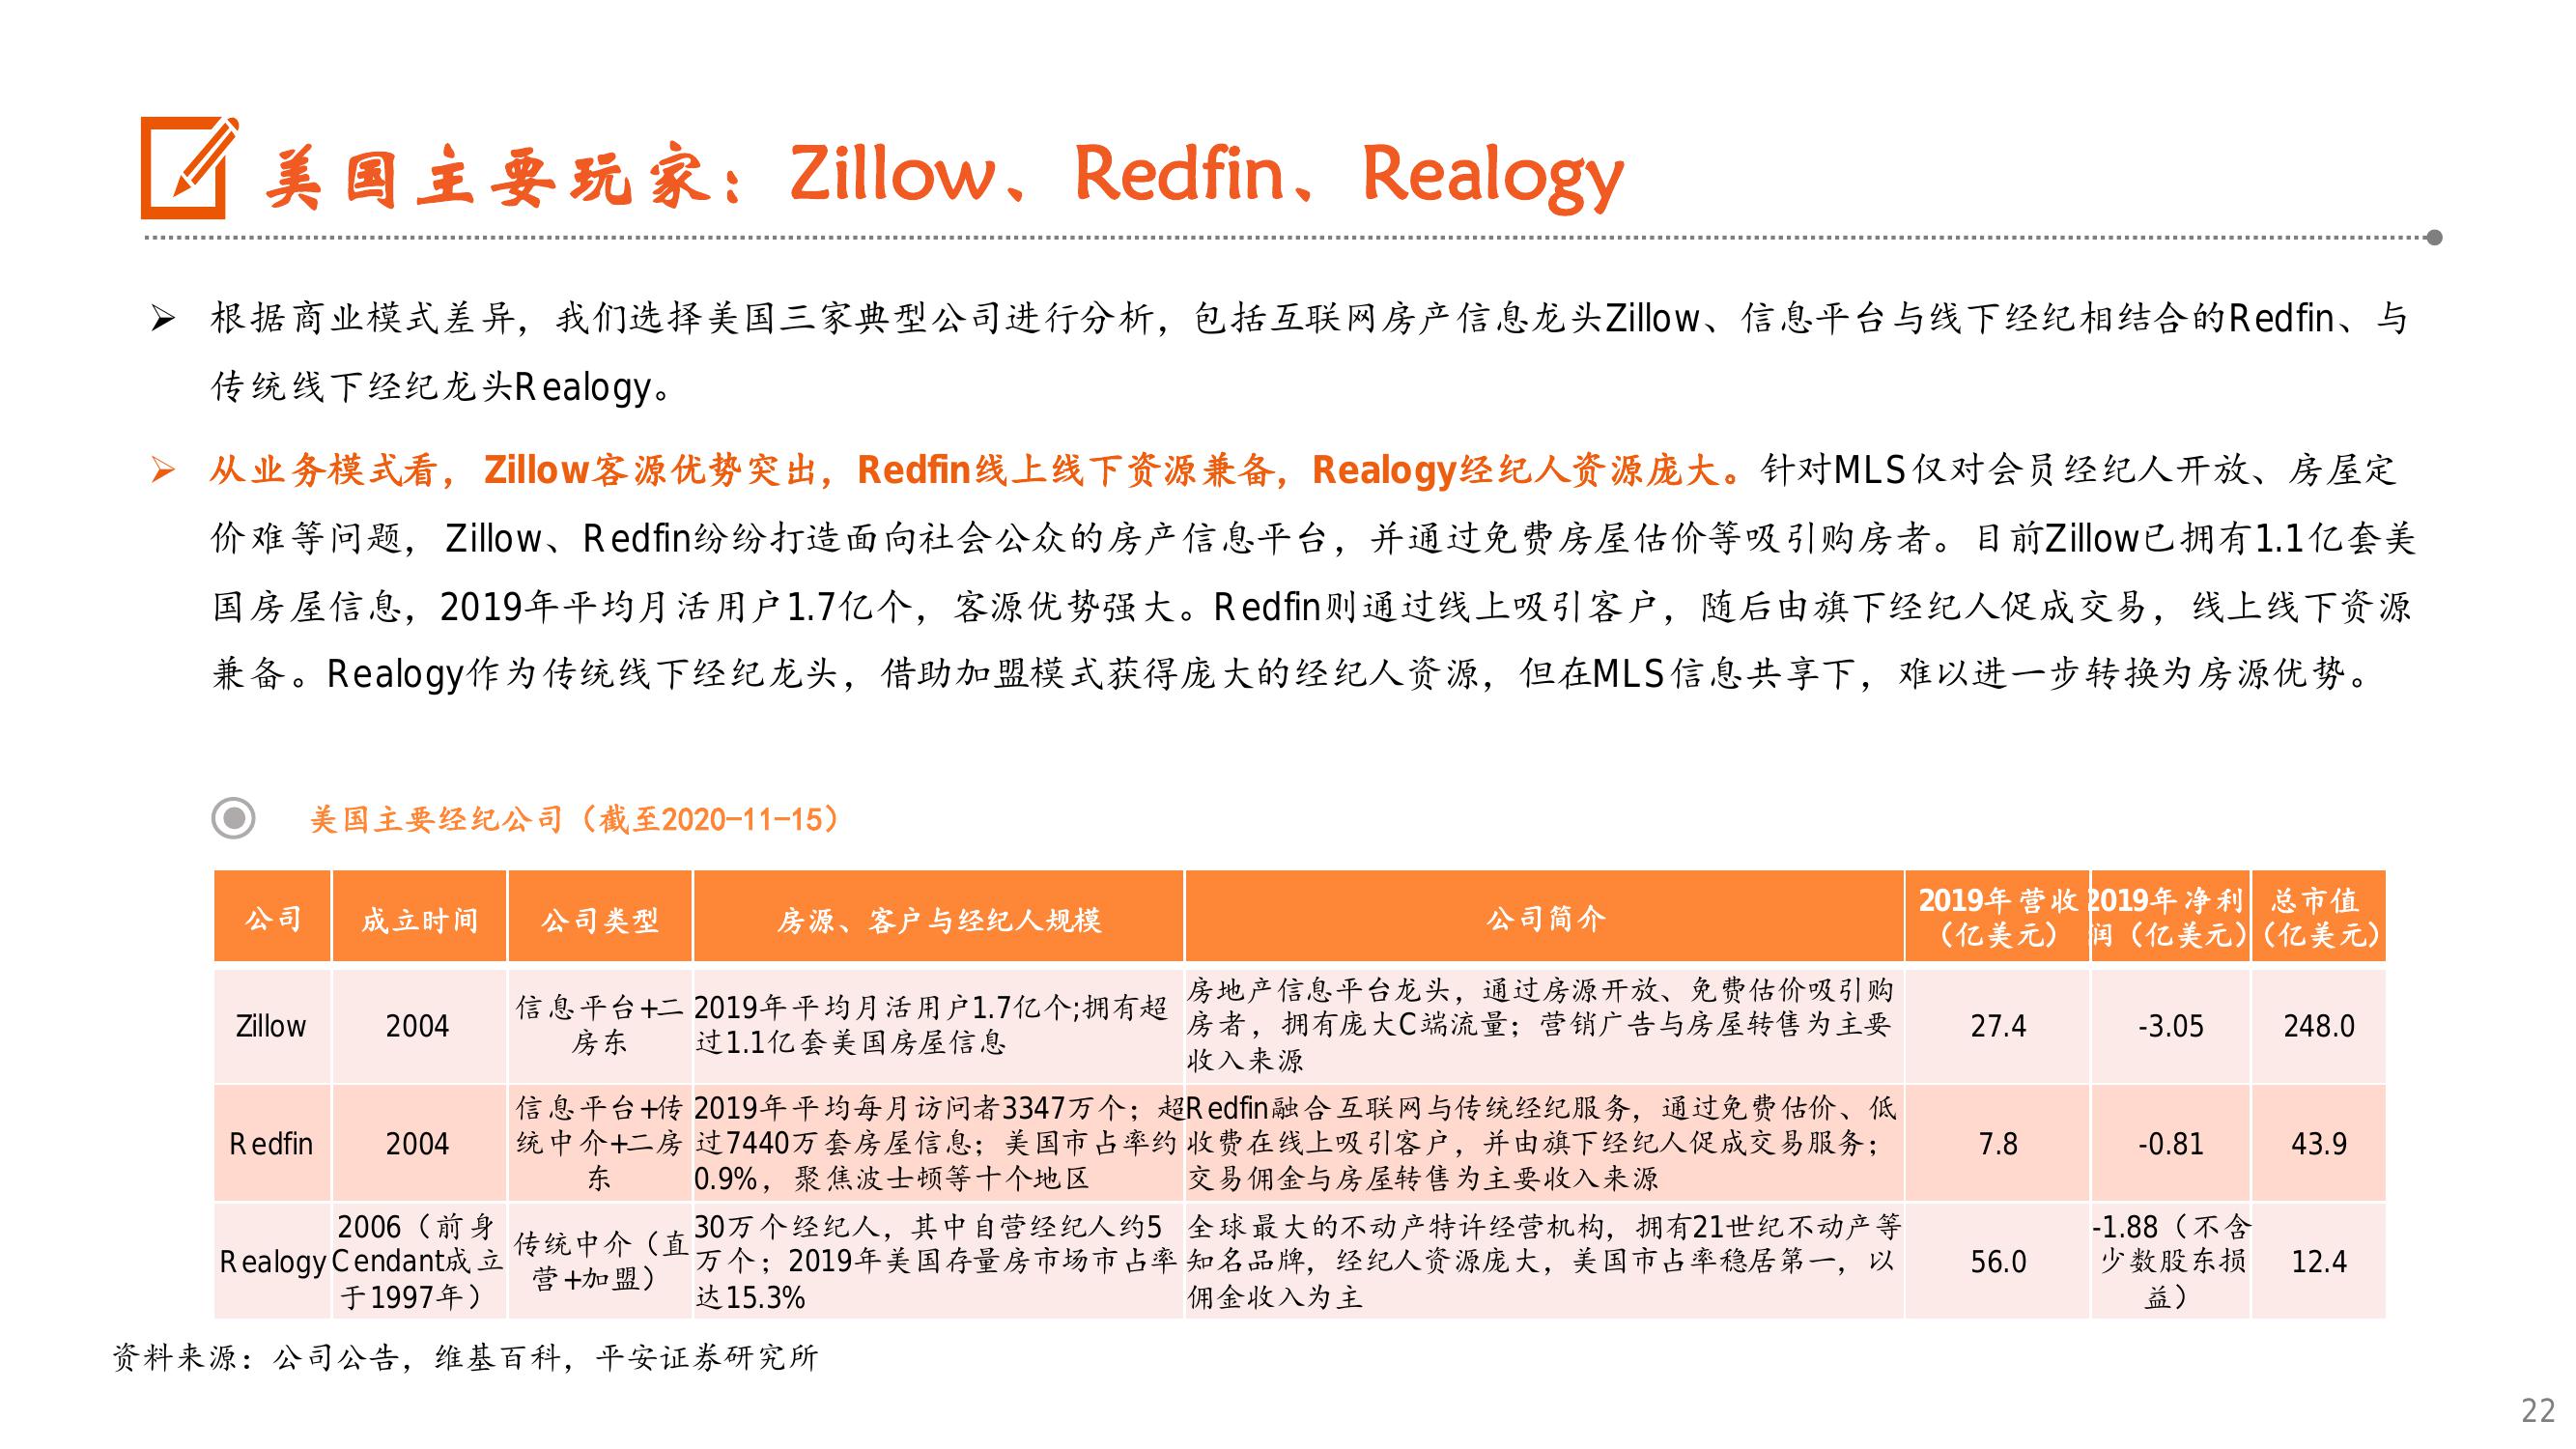 美国主要玩家：Zillow、Redfin、Realogy
根据商业模式差异，我们选择美国三家典型公司进行分析，包括互联网房产信息龙头Zillow、信息平台与线下经纪相结合的Redfin、与
传统线下经纪龙头Realogy。
从业务模式看，Zillow客源优势突出，Redfin线上线下资源兼备，Realogy经纪人资源庞大。针对MLS仅对会员经纪人开放、房屋定
价难等问题，Zillow、Redfin纷纷打造面向社会公众的房产信息平台，并通过免费房屋估价等吸引购房者。目前Zillow已拥有1.1亿套美
国房屋信息，2019年平均月活用户1.7亿个，客源优势强大。Redfin则通过线上吸引客户，随后由旗下经纪人促成交易，线上线下资源
兼备。Realogy作为传统线下经纪龙头，借助加盟模式获得庞大的经纪人资源，但在MLS信息共享下，难以进一步转换为房源优势。
美国主要经纪公司（截至2020-11-15）
公司
成立时间
公司类型
房源、客户与经纪人规模
公司简介
2019年营收
（亿美元）
2019年净利
润（亿美元）
总市值
（亿美元）
Zillow
2004
信息平台+二
房东
2019年平均月活用户1.7亿个;拥有超
过1.1亿套美国房屋信息
房地产信息平台龙头，通过房源开放、免费估价吸引购
房者，拥有庞大C端流量；营销广告与房屋转售为主要
收入来源
27.4
-3.05
248.0
Redfin
2004
信息平台+传
统中介+二房
东
2019年平均每月访问者3347万个；超
过7440万套房屋信息；美国市占率约
0.9%，聚焦波士顿等十个地区
Redfin融合互联网与传统经纪服务，通过免费估价、低
收费在线上吸引客户，并由旗下经纪人促成交易服务；
交易佣金与房屋转售为主要收入来源
7.8
-0.81
43.9
Realogy
2006（前身
Cendant成立
于1997年）
传统中介（直
营+加盟）
30万个经纪人，其中自营经纪人约5
万个；2019年美国存量房市场市占率
达15.3%
全球最大的不动产特许经营机构，拥有21世纪不动产等
知名品牌，经纪人资源庞大，美国市占率稳居第一，以
佣金收入为主
56.0
-1.88（不含
少数股东损
益）
12.4
资料来源：公司公告，维基百科，平安证券研究所
22